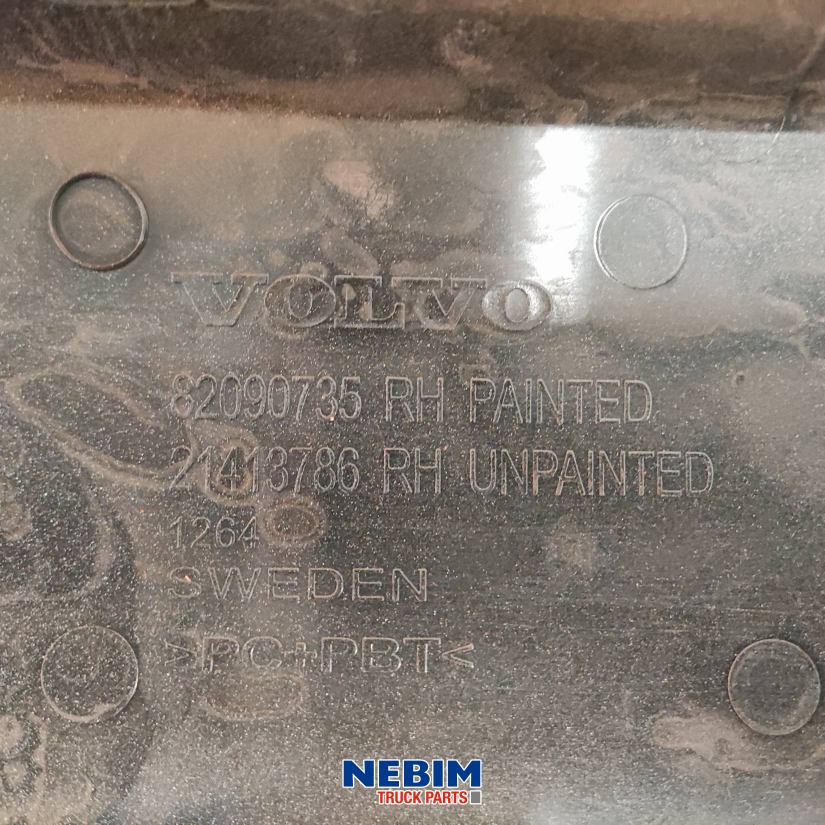 VOLVO
82090735 RH PAINTED
21413786 RH UNPAINTED
1264
SWEDEN
>PC+PBT<
NEBIM
TRUCK PARTS